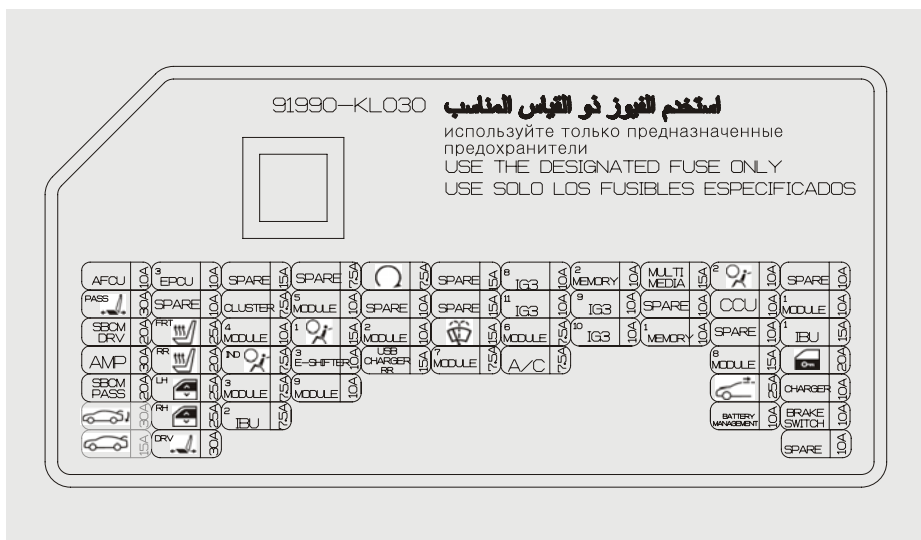 91990-KL030
استخدم الفيوز ذو القياس المناسب
используйте только предназначенные
предохранители
USE THE DESIGNATED FUSE ONLY
USE SOLO LOS FUSIBLES ESPECIFICADOS
AFCU 10A 3 EPCU 10A SPARE 15A SPARE 7.5A 7.5A SPARE 15A 8 IG3 10A 2 MEMORY 10A MULTI MEDIA 15A 2 10A SPARE 10A
PASS 30A SPARE 10A CLUSTER 7.5A 5 MODULE 10A SPARE 10A SPARE 15A 11 IG3 10A 9 IG3 10A SPARE 10A CCU 10A 1 MODULE 10A
SBCM DRV 20A FRT 20A 4 MODULE 10A 1 10A 2 MODULE 10A 15A 6 MODULE 7.5A 10 IG3 10A 1 MEMORY 10A SPARE 10A 1 IBU 15A
AMP 30A RR 20A IND 7.5A 3 E-SHIFTER 10A USB CHARGER RR 15A 7 MODULE 7.5A A/C 7.5A 8 MODULE 15A 20A
SBCM PASS 20A LH 25A 3 MODULE 7.5A 9 MODULE 10A 25A CHARGER 10A
30A RH 25A 2 IBU 7.5A BATTERY MANAGEMENT 10A BRAKE SWITCH 10A
15A DRV 30A SPARE 10A